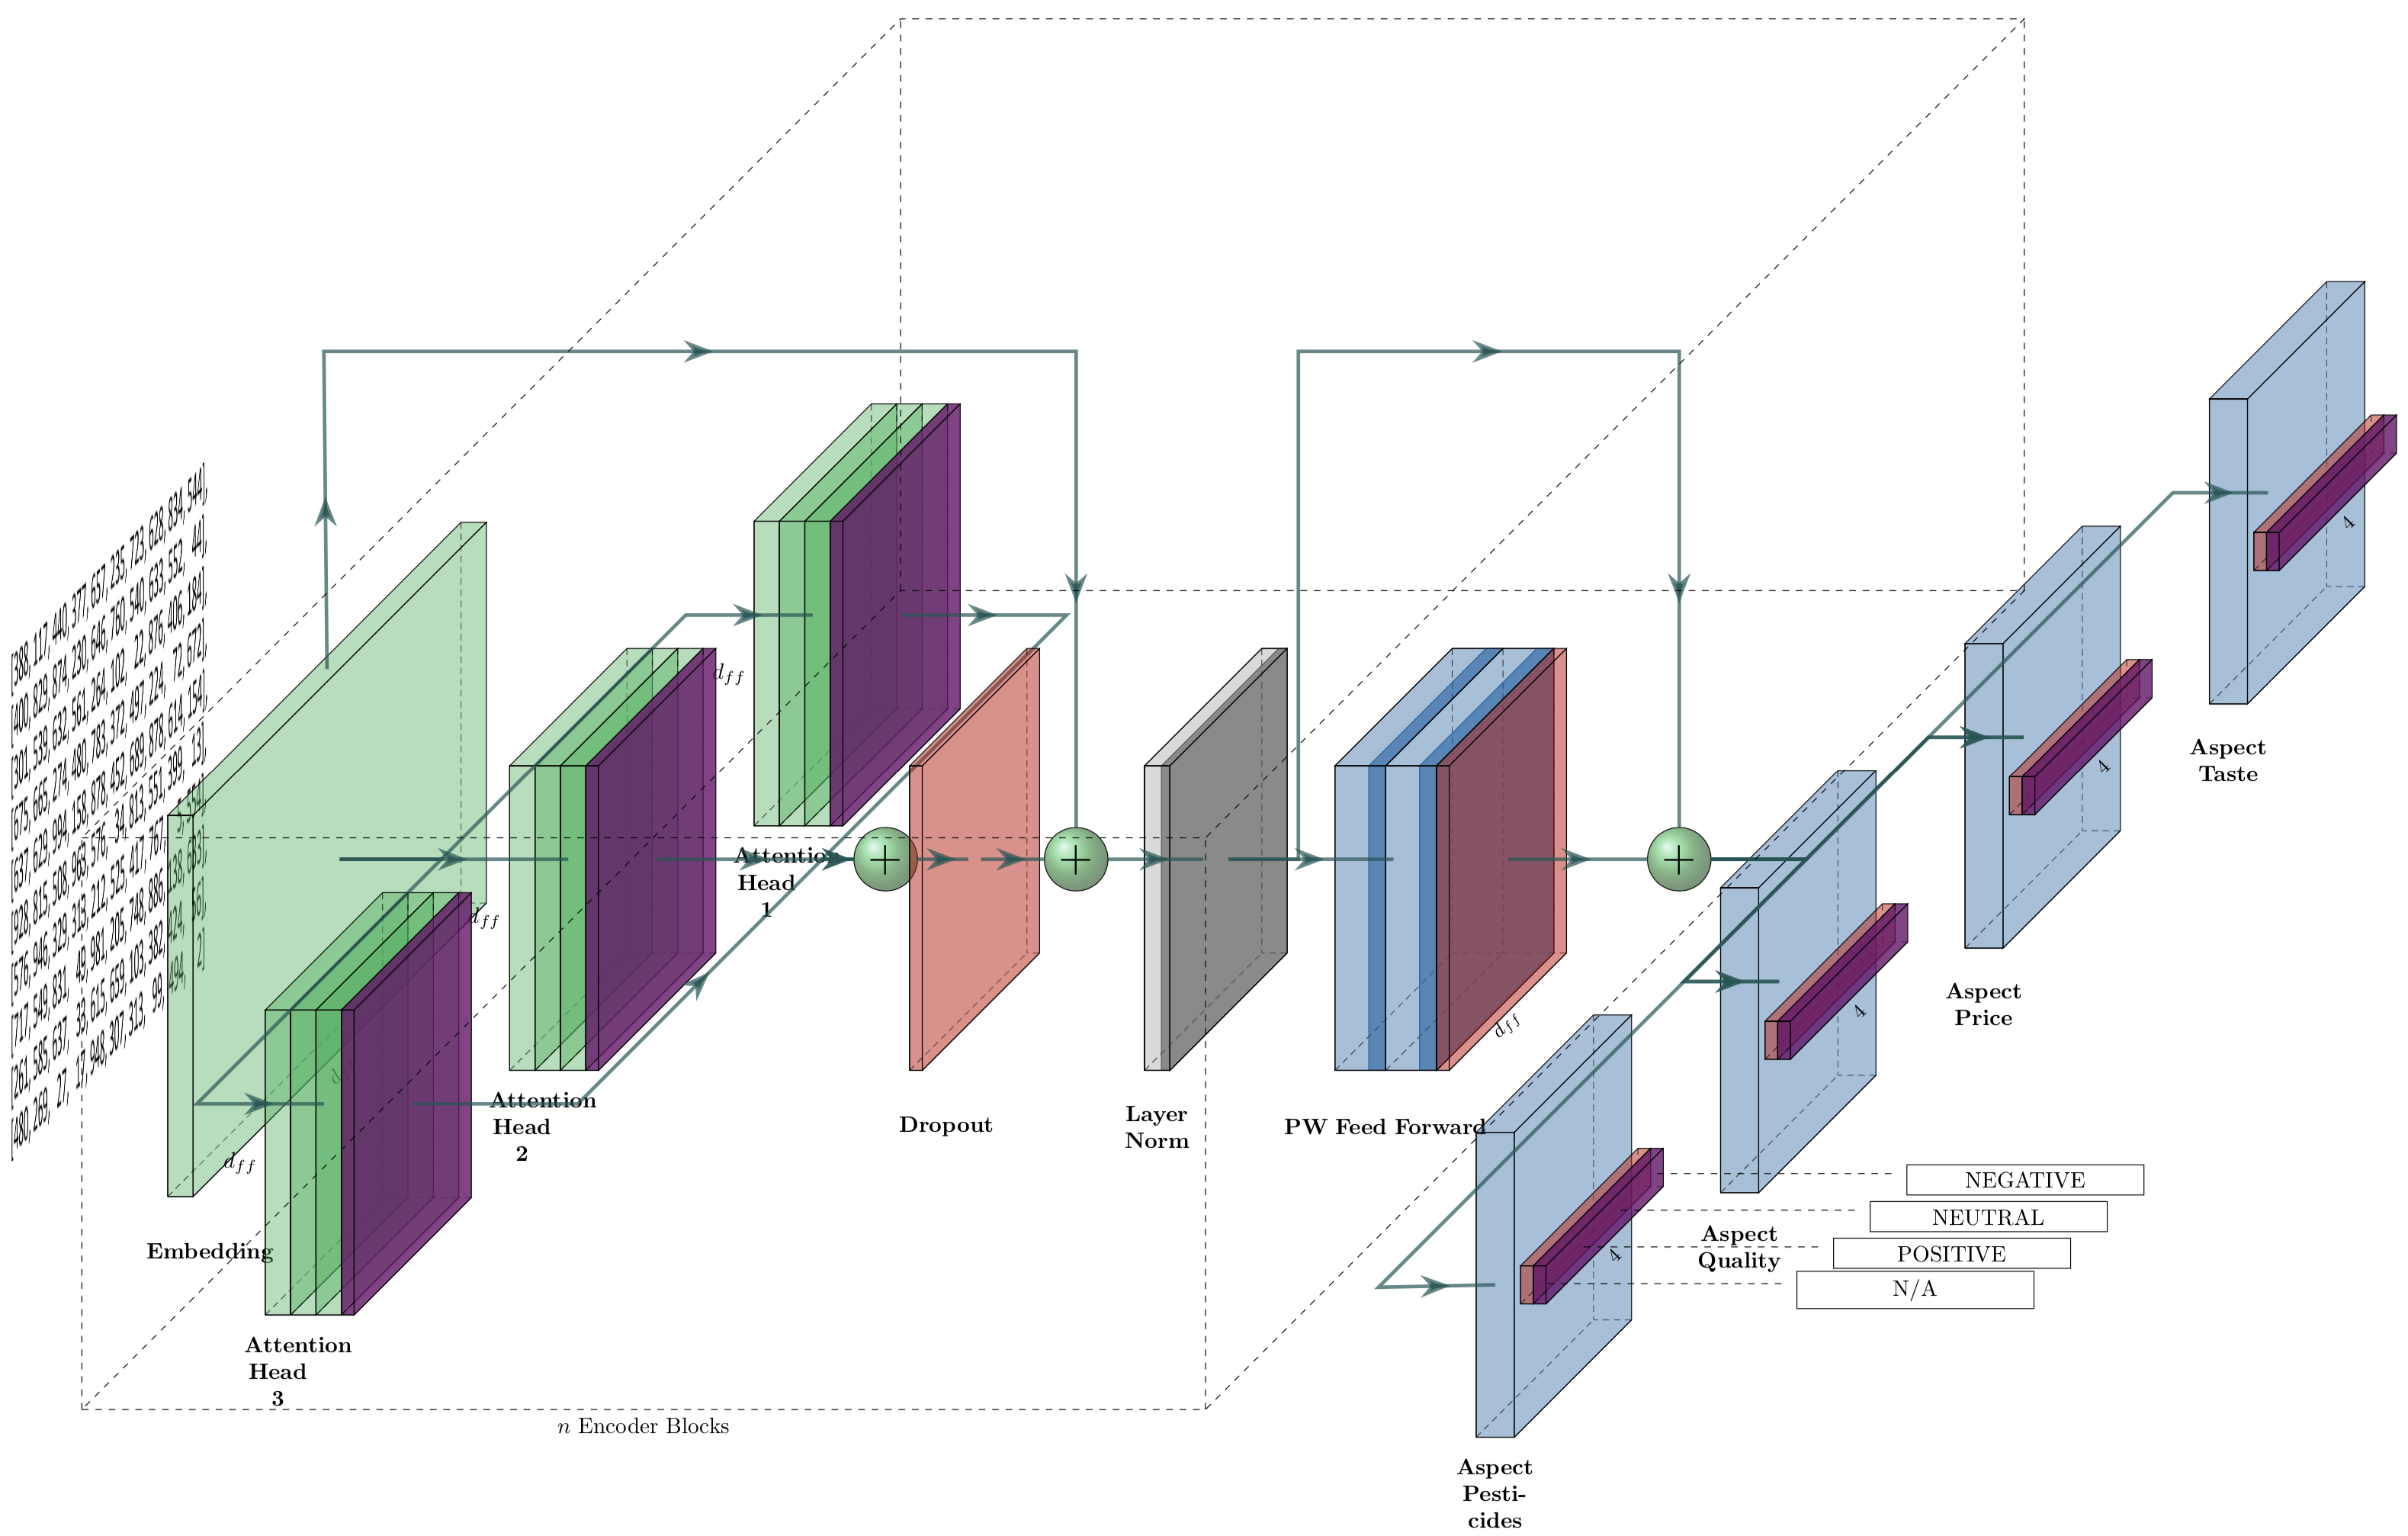 [388, 117, 440, 377, 657, 235, 723, 628, 834, 544],
[400, 829, 874, 230, 646, 760, 540, 633, 552, 44],
[301, 539, 632, 561, 264, 102, 22, 876, 406, 184],
[675, 665, 274, 480, 783, 372, 497, 224, 72, 672],
[637, 629, 994, 158, 878, 452, 689, 878, 614, 154],
[928, 815, 508, 968, 576, 34, 813, 551, 399, 13],
[576, 946, 329, 313, 212, 525, 417, 767, 5,
[717, 549, 831, 49, 981, 205, 748, 886, 138,
[261, 585, 637, 33, 615, 659, 103, 382, 424, 56],
[480, 269, 27, 17, 948, 307, 313, 99, 494, 2]
Embedding
d_ff
Attention
Head
3
d_ff
Attention
Head
2
d_ff
Attention
Head
1
n Encoder Blocks
+
Dropout
+
Layer
Norm
d_ff
PW Feed Forward
+
4
Aspect
Pesti-
cides
4
Aspect
Quality
4
Aspect
Price
4
Aspect
Taste
NEGATIVE
NEUTRAL
POSITIVE
N/A